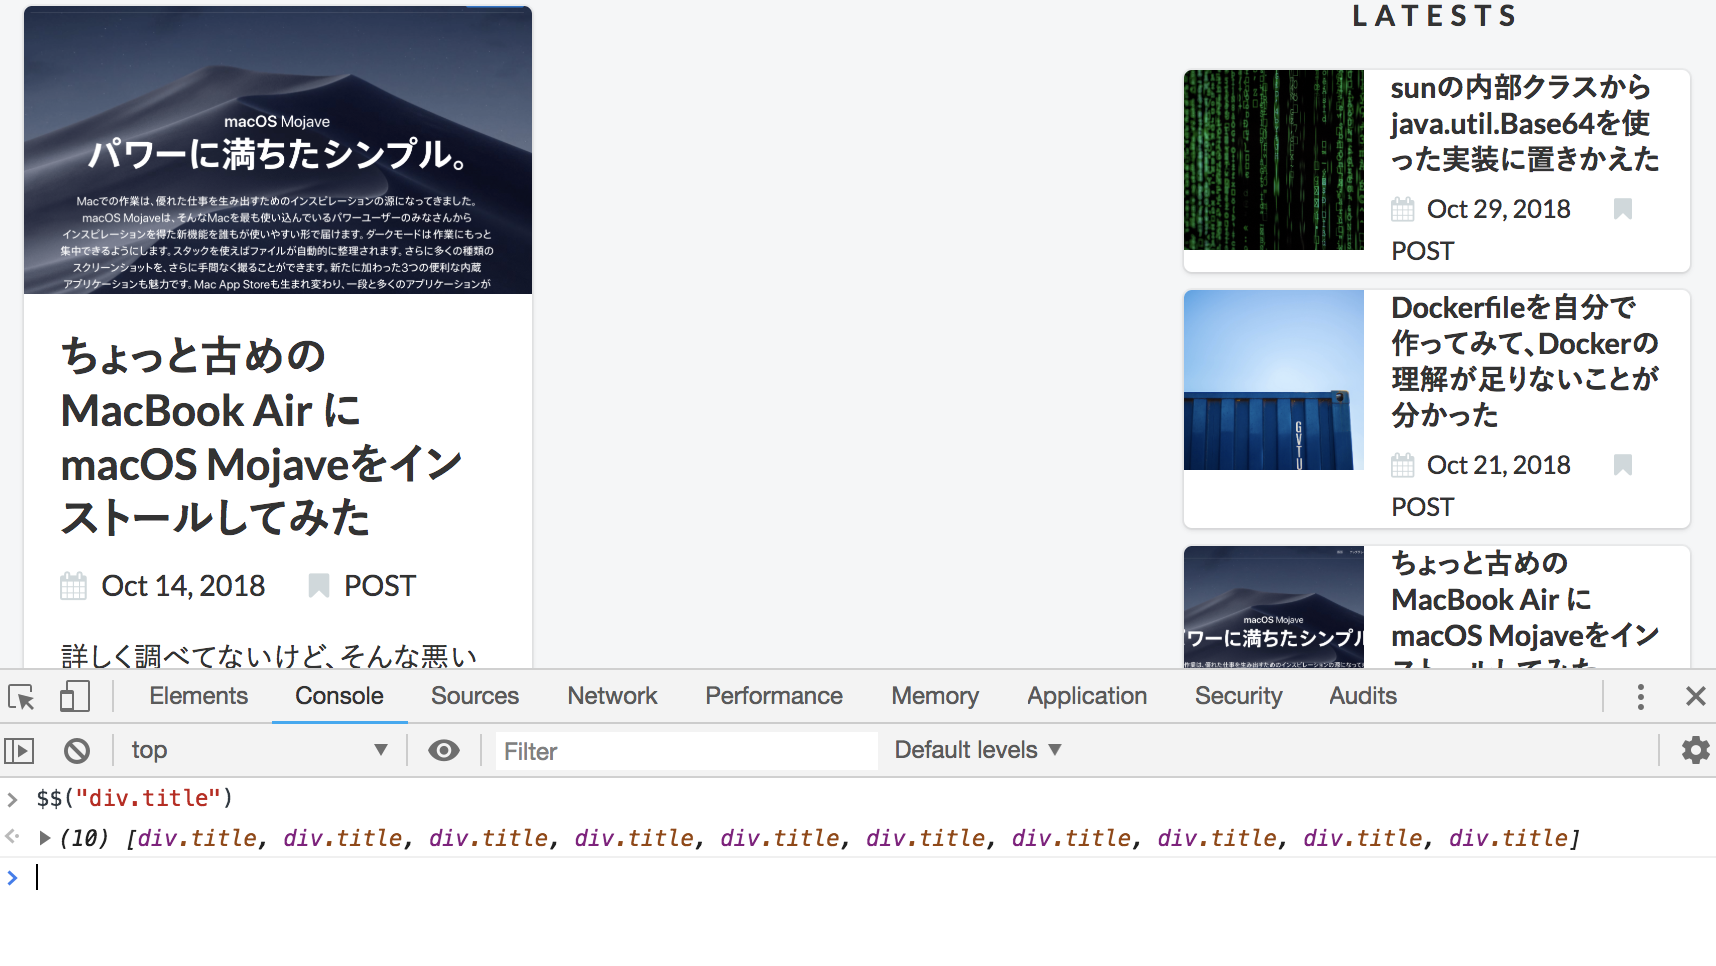 macOS Mojave
パワーに満ちたシンプル。
Macでの作業は、優れた仕事を生み出すためのインスピレーションの源になってきました。
macOS Mojaveは、そんなMacを最も使い込んでいるパワーユーザーのみなさんから
インスピレーションを得た新機能を誰もが使いやすい形で届けます。ダークモードは作業にもっと
集中できるようにします。スタックを使えばファイルが自動的に整理されます。さらに多くの種類の
スクリーンショットを、さらに手間なく撮ることができます。新たに加わった3つの便利な内蔵
アプリケーションも魅力です。Mac App Storeも生まれ変わり、一段と多くのアプリケーションが
ちょっと古めの
MacBook Air に
macOS Mojaveをイン
ストールしてみた
Oct 14, 2018 POST
詳しく調べてないけど、そんな悪い
LATESTS
sunの内部クラスから
java.util.Base64を使
った実装に置きかえた
Oct 29, 2018
POST
GVTU
Dockerfileを自分で
作ってみて、Dockerの
理解が足りないことが
分かった
Oct 21, 2018
POST
macOS Mojave
パワーに満ちたシンプル
ちょっと古めの
MacBook Air に
macOS Mojaveをイン
ストールしてみた
Elements Console Sources Network Performance Memory Application Security Audits
top Filter Default levels
$$("div.title")
(10) [div.title, div.title, div.title, div.title, div.title, div.title, div.title, div.title, div.title, div.title]